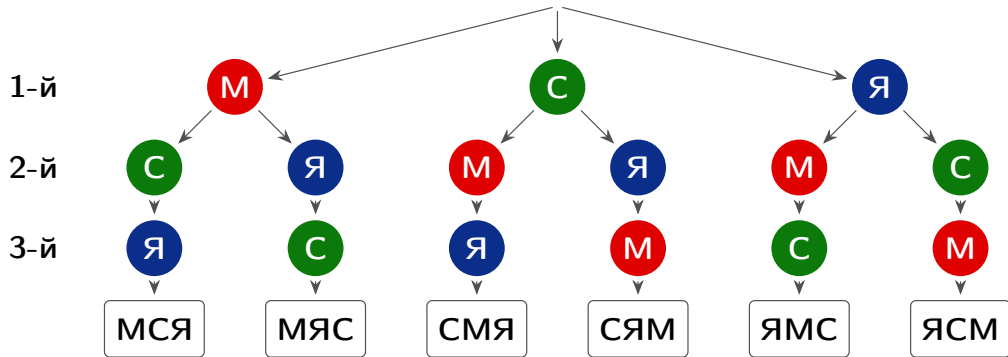 1-й М С Я
2-й С Я М Я М С
3-й Я С Я М С М
МСЯ МЯС СМЯ СЯМ ЯМС ЯСМ